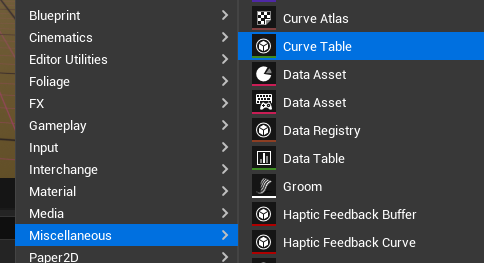 Blueprint
Cinematics
Editor Utilities
Foliage
FX
Gameplay
Input
Interchange
Material
Media
Miscellaneous
Paper2D
Curve Atlas
Curve Table
Data Asset
Data Asset
Data Registry
Data Table
Groom
Haptic Feedback Buffer
Haptic Feedback Curve